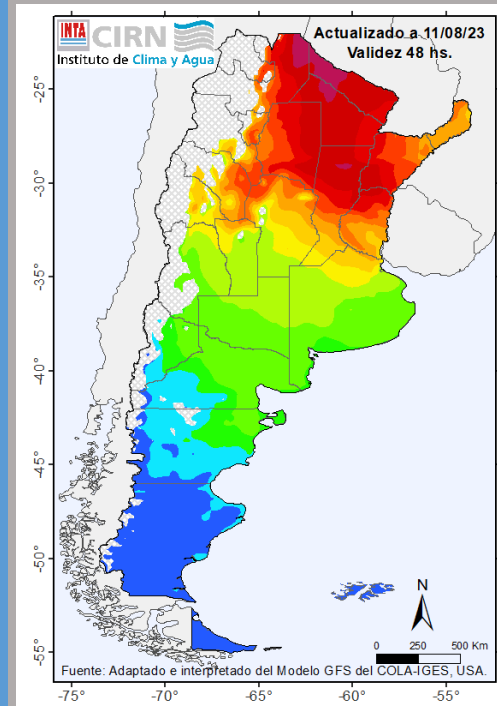 INTA CIRN
Instituto de Clima y Agua
Actualizado a 11/08/23
Validez 48 hs.
-25°
-30°
-35°
-40°
-45°
-50°
-55°
N
0 250 500 Km
Fuente: Adaptado e interpretado del Modelo GFS del COLA-IGES, USA.
-75° -70° -65° -60° -55°